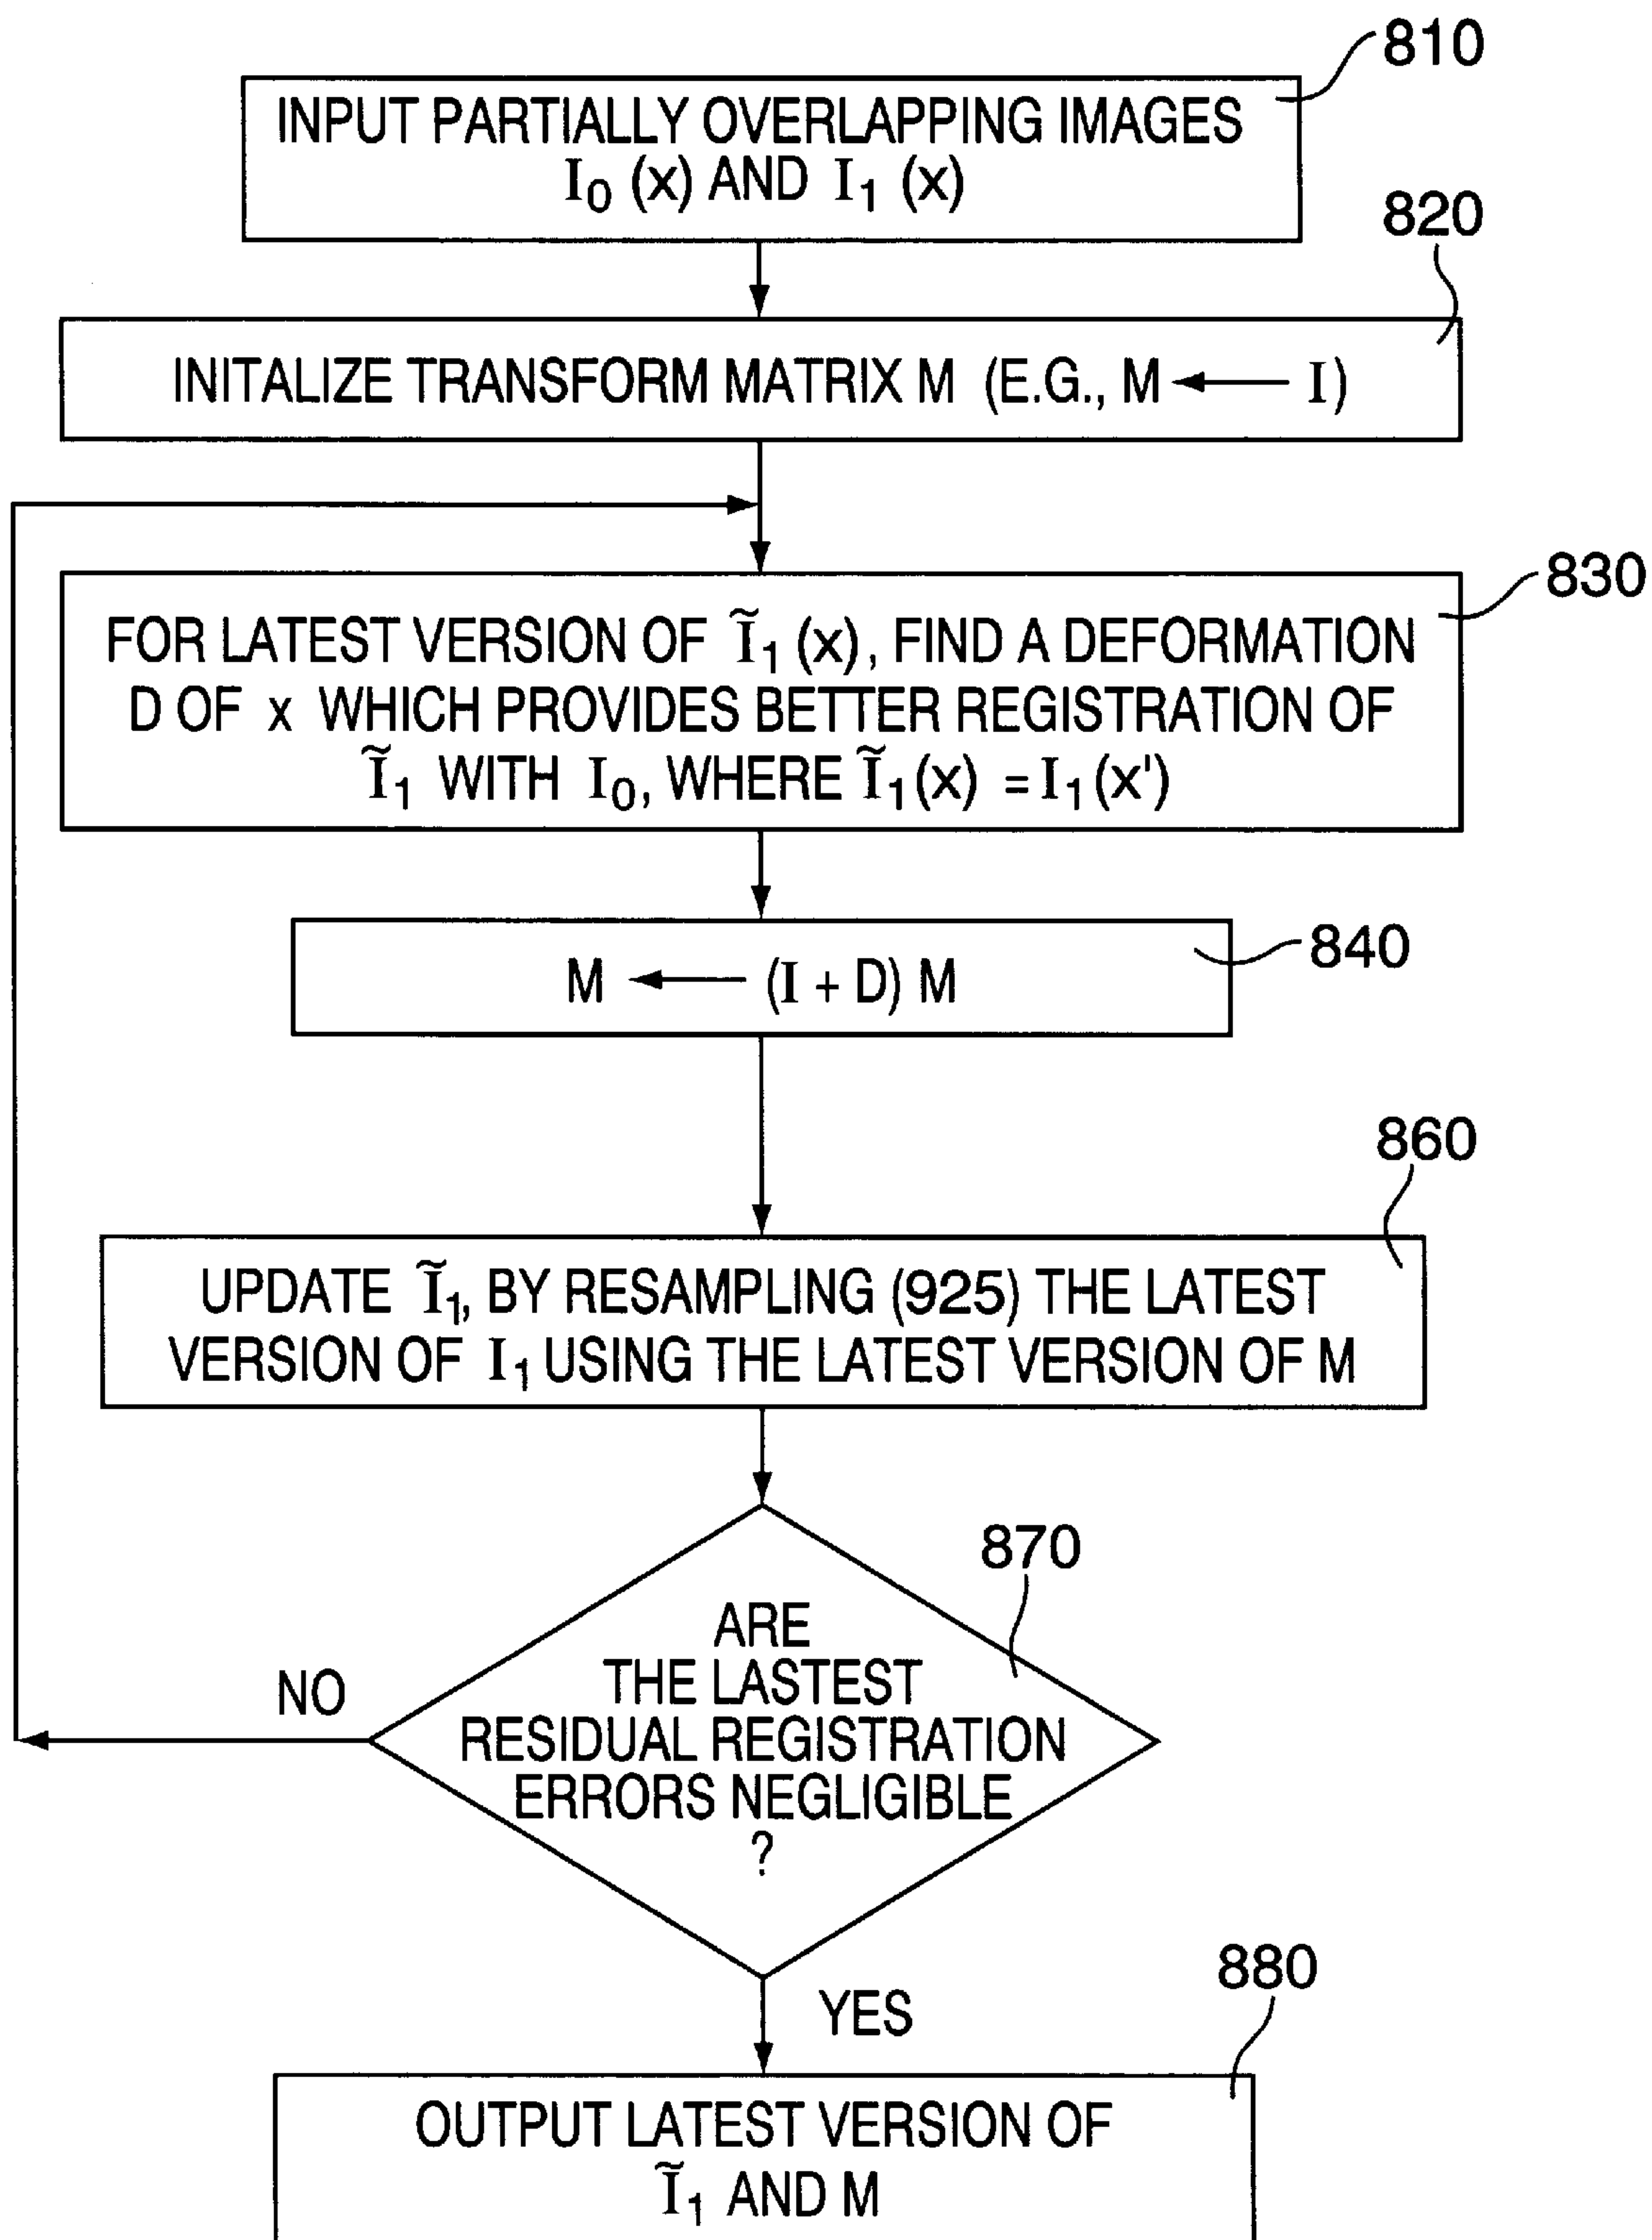 810
INPUT PARTIALLY OVERLAPPING IMAGES
I₀ (x) AND I₁ (x)
820
INITALIZE TRANSFORM MATRIX M (E.G., M ← I)
830
FOR LATEST VERSION OF Ĩ₁ (x), FIND A DEFORMATION
D OF x WHICH PROVIDES BETTER REGISTRATION OF
Ĩ₁ WITH I₀, WHERE Ĩ₁(x) = I₁(x')
840
M ← (I + D) M
860
UPDATE Ĩ₁, BY RESAMPLING (925) THE LATEST
VERSION OF I₁ USING THE LATEST VERSION OF M
870
ARE
THE LASTEST
RESIDUAL REGISTRATION
ERRORS NEGLIGIBLE
?
NO
YES
880
OUTPUT LATEST VERSION OF
Ĩ₁ AND M